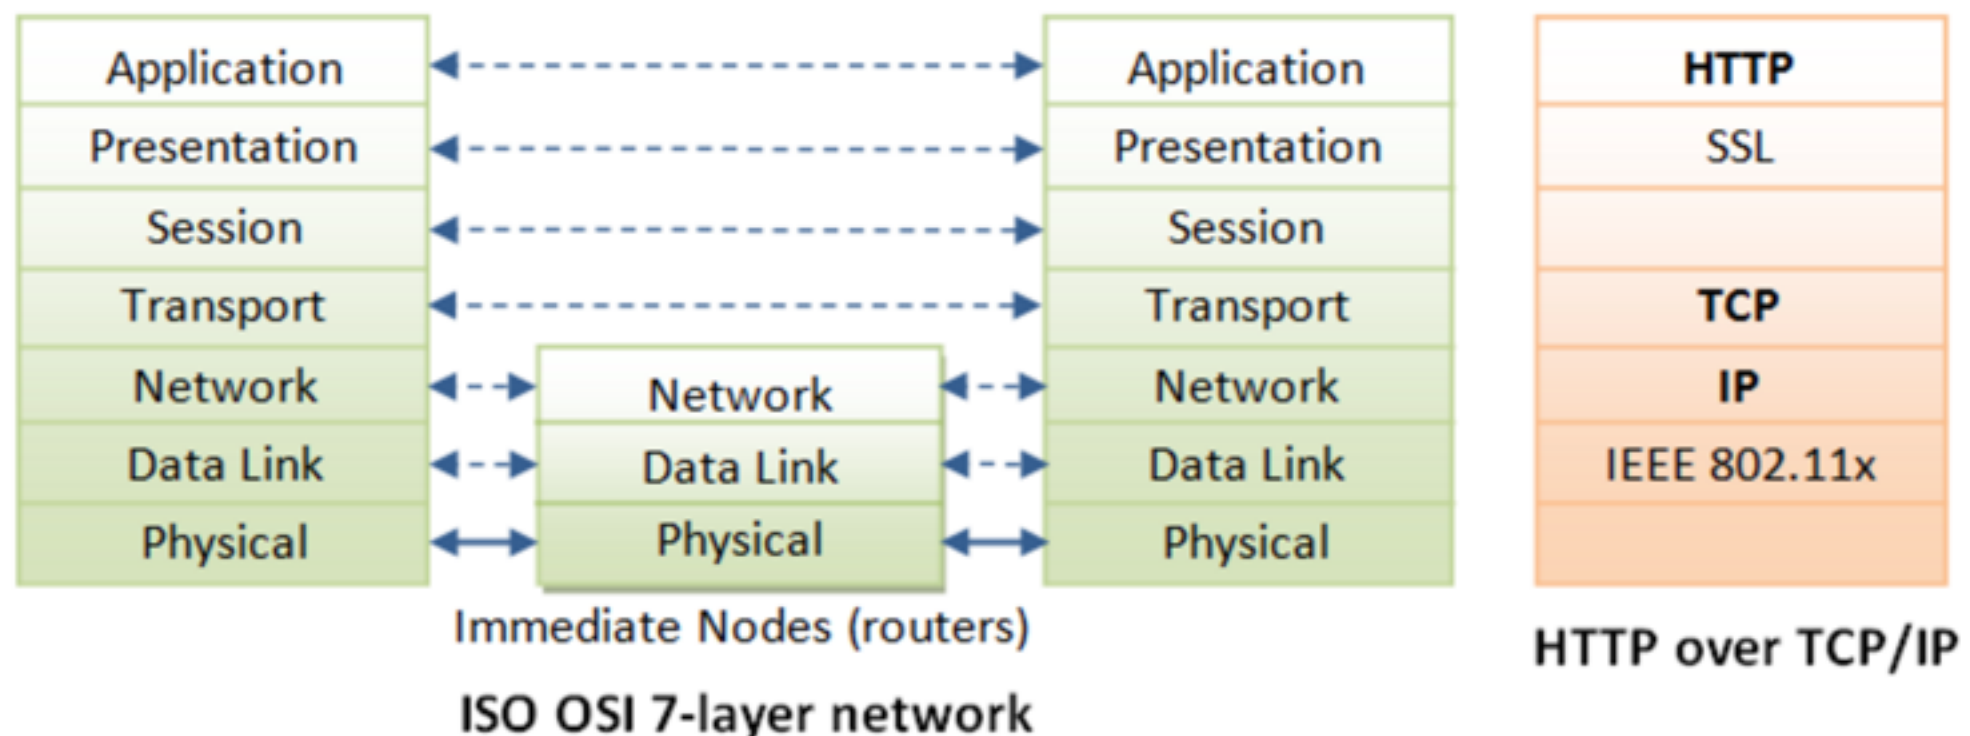 Application
Presentation
Session
Transport
Network
Data Link
Physical
Network
Data Link
Physical
Immediate Nodes (routers)
Application
Presentation
Session
Transport
Network
Data Link
Physical
ISO OSI 7-layer network
HTTP
SSL
TCP
IP
IEEE 802.11x
HTTP over TCP/IP